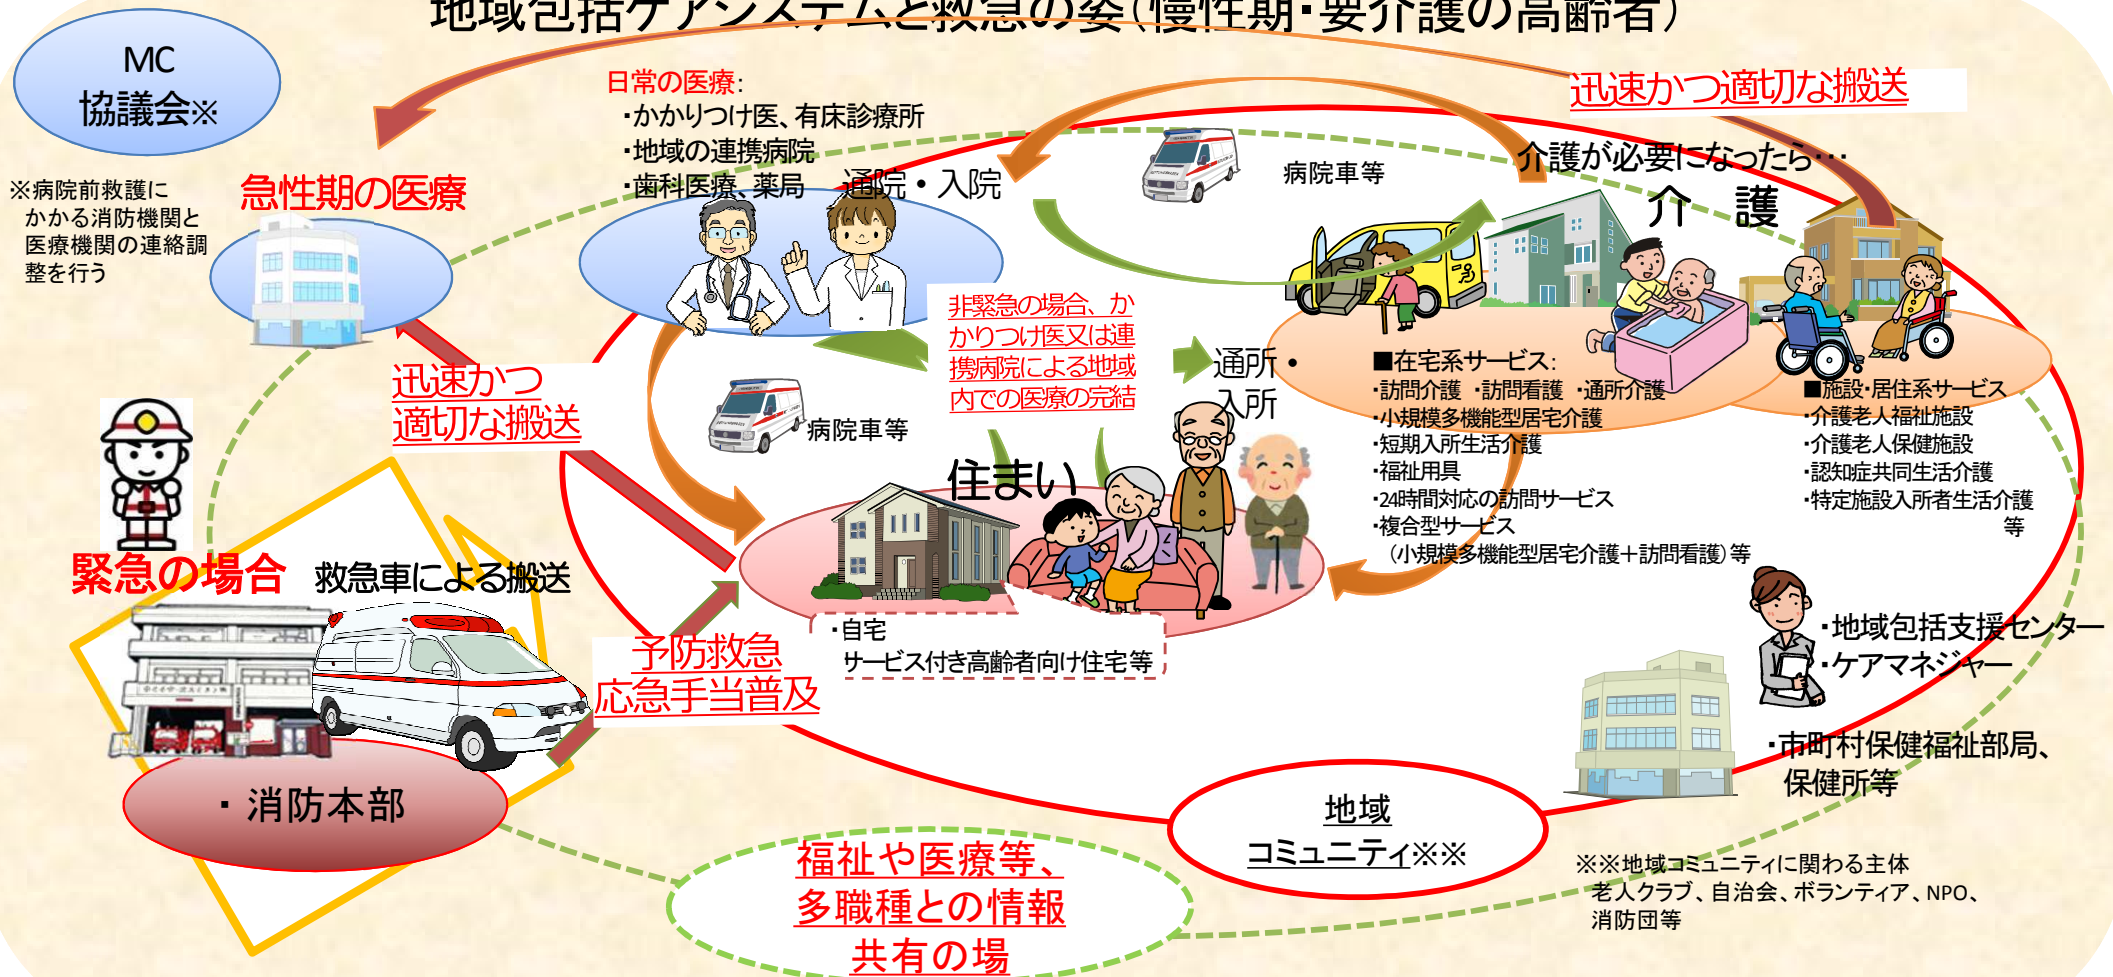 地域包括ケアシステムと救急の姿(慢性期・要介護の高齢者)
MC
協議会※
※病院前救護に
かかる消防機関と
医療機関の連絡調
整を行う
急性期の医療
日常の医療:
・かかりつけ医、有床診療所
・地域の連携病院
・歯科医療、薬局
通院・入院
病院車等
迅速かつ適切な搬送
介護が必要になったら・・・
介 護
非緊急の場合、か
かりつけ医又は連
携病院による地域
内での医療の完結
通所・
入所
■在宅系サービス:
・訪問介護 ・訪問看護 ・通所介護
・小規模多機能型居宅介護
・短期入所生活介護
・福祉用具
・24時間対応の訪問サービス
・複合型サービス
(小規模多機能型居宅介護+訪問看護)等
■施設・居住系サービス
・介護老人福祉施設
・介護老人保健施設
・認知症共同生活介護
・特定施設入所者生活介護
等
迅速かつ
適切な搬送
病院車等
住まい
・自宅
サービス付き高齢者向け住宅等
緊急の場合
救急車による搬送
予防救急
応急手当普及
・消防本部
・地域包括支援センター
・ケアマネジャー
・市町村保健福祉部局、
保健所等
地域
コミュニティ※※
福祉や医療等、
多職種との情報
共有の場
※※地域コミュニティに関わる主体
老人クラブ、自治会、ボランティア、NPO、
消防団等